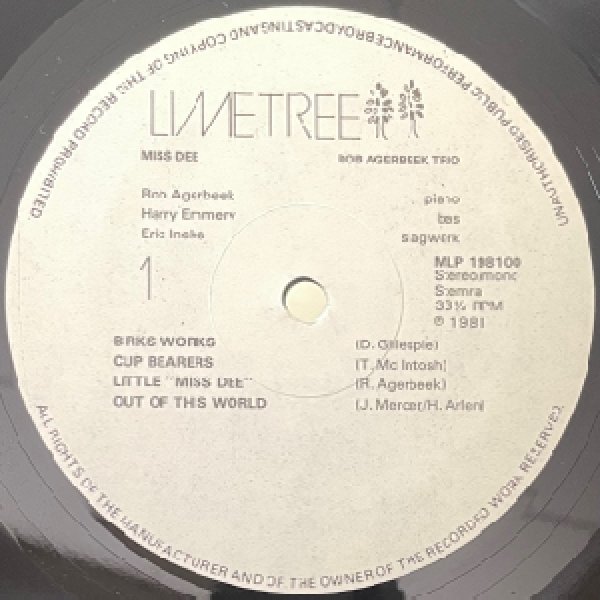 UNAUTHORISED PUBLIC PERFORMANCE BROADCASTING AND COPYING OF THIS RECORD PROHIBITED.
LIMETREE
MISS DEE BOB AGERBEEK TRIO
Rob Agerbeek piano
Harry Emmery bas
Eric Ineke slagwerk
1
MLP 198100
Stereo/mono
Stemra
33⅓ RPM
℗ 1981
BIRKS WORKS (D. Gillespie)
CUP BEARERS (T. Mc Intosh)
LITTLE "MISS DEE" (R. Agerbeek)
OUT OF THIS WORLD (J. Mercer/H. Arlen)
ALL RIGHTS OF THE MANUFACTURER AND OF THE OWNER OF THE RECORDED WORK RESERVED